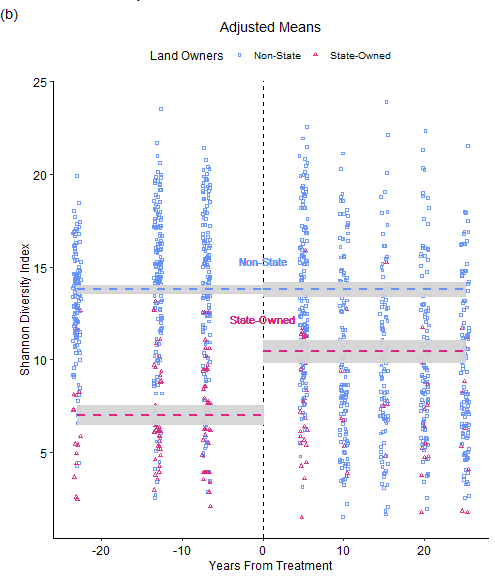 (b)
Adjusted Means
Land Owners Non-State State-Owned
25
20
15
10
5
Shannon Diversity Index
Non-State
State-Owned
-20 -10 0 10 20
Years From Treatment